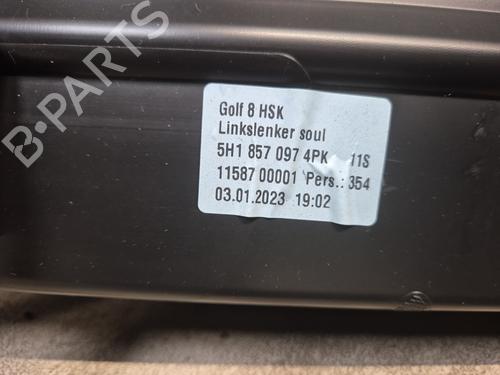 Golf 8 HSK
Linkslenker soul
5H1 857 097 4PK 11S
11587 00001 Pers.: 354
03.01.2023 19:02
B-PARTS